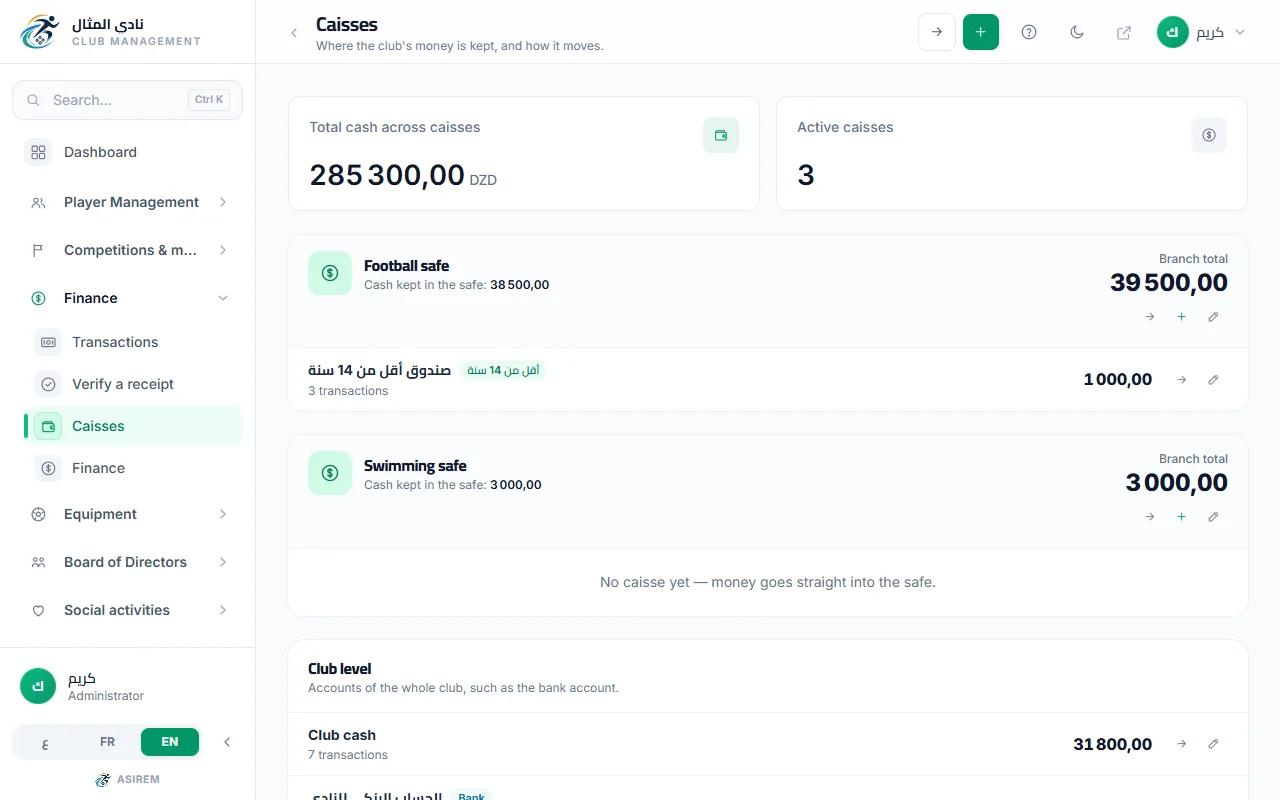 نادي المثال
CLUB MANAGEMENT
Search...
Ctrl K
Dashboard
Player Management
Competitions & m...
Finance
Transactions
Verify a receipt
Caisses
Finance
Equipment
Board of Directors
Social activities
ك
كريم
Administrator
ع
FR
EN
ASIREM
Caisses
Where the club's money is kept, and how it moves.
ك
كريم
Total cash across caisses
285 300,00 DZD
Active caisses
3
Football safe
Cash kept in the safe: 38 500,00
Branch total
39 500,00
صندوق أقل من 14 سنة
أقل من 14 سنة
3 transactions
1 000,00
Swimming safe
Cash kept in the safe: 3 000,00
Branch total
3 000,00
No caisse yet — money goes straight into the safe.
Club level
Accounts of the whole club, such as the bank account.
Club cash
7 transactions
31 800,00
الحساب البنكي للنادي
Bank